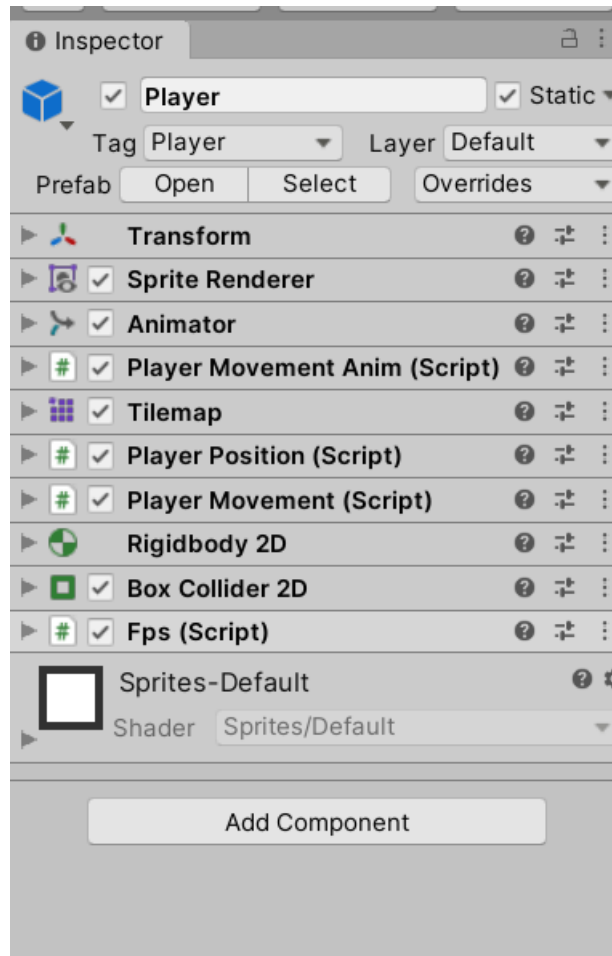 Inspector
Player Static
Tag Player Layer Default
Prefab Open Select Overrides
Transform
Sprite Renderer
Animator
# Player Movement Anim (Script)
Tilemap
# Player Position (Script)
# Player Movement (Script)
Rigidbody 2D
Box Collider 2D
# Fps (Script)
Sprites-Default
Shader Sprites/Default
Add Component